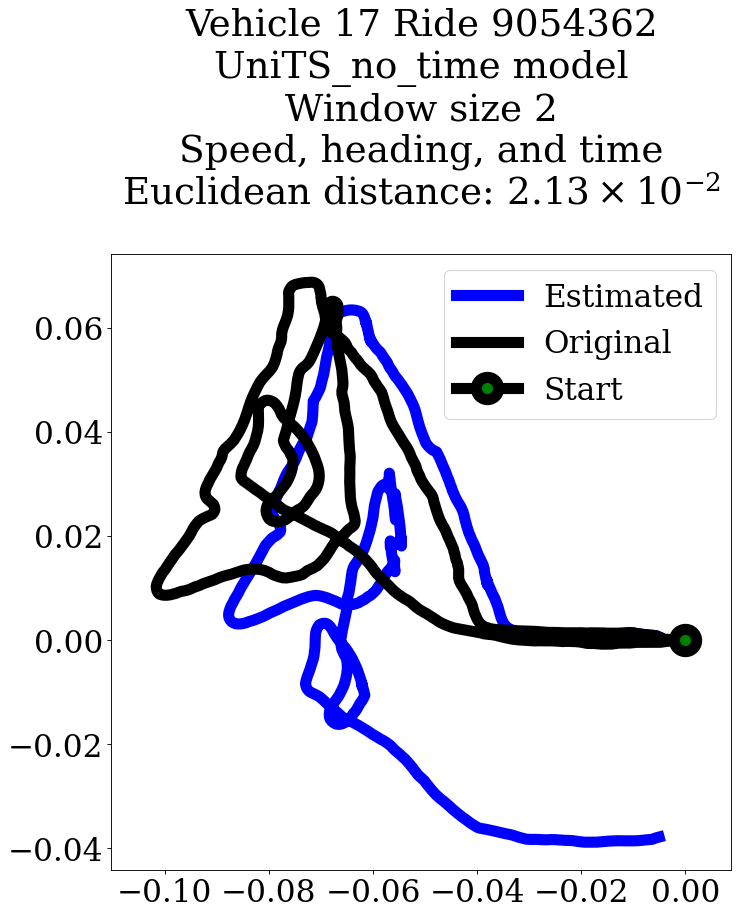 Vehicle 17 Ride 9054362
UniTS_no_time model
Window size 2
Speed, heading, and time
Euclidean distance: 2.13 × 10⁻²
Estimated
Original
Start
0.06
0.04
0.02
0.00
−0.02
−0.04
−0.10 −0.08 −0.06 −0.04 −0.02 0.00